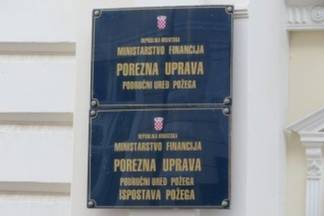 REPUBLIKA HRVATSKA
MINISTARSTVO FINANCIJA
POREZNA UPRAVA
PODRUČNI URED POŽEGA
REPUBLIKA HRVATSKA
MINISTARSTVO FINANCIJA
POREZNA UPRAVA
PODRUČNI URED POŽEGA
ISPOSTAVA POŽEGA